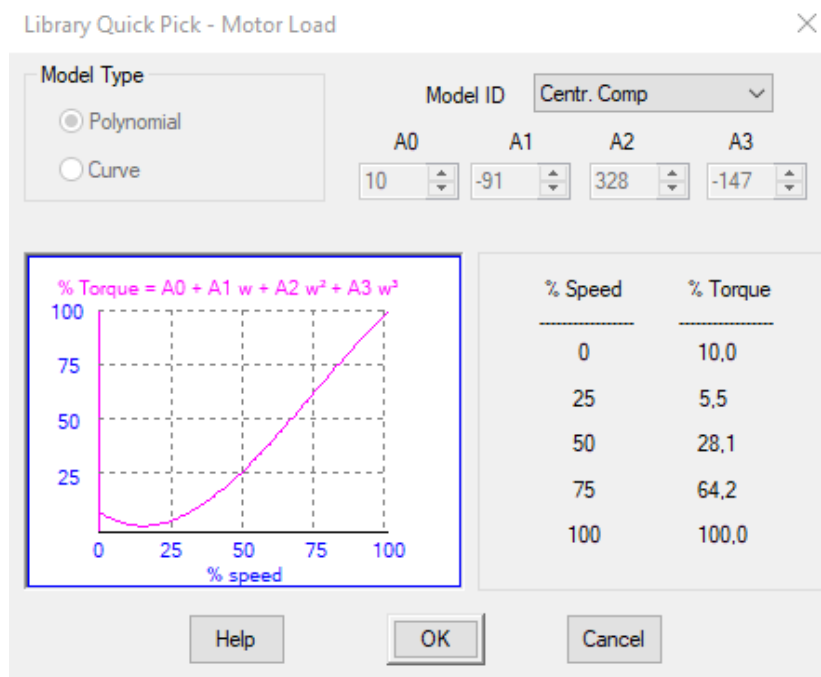 Library Quick Pick - Motor Load
Model Type
Polynomial
Curve
Model ID Centr. Comp
A0 A1 A2 A3
10 -91 328 -147
% Torque = A0 + A1 w + A2 w² + A3 w³
100
75
50
25
0 25 50 75 100
% speed
% Speed % Torque
0 10,0
25 5,5
50 28,1
75 64,2
100 100,0
Help OK Cancel